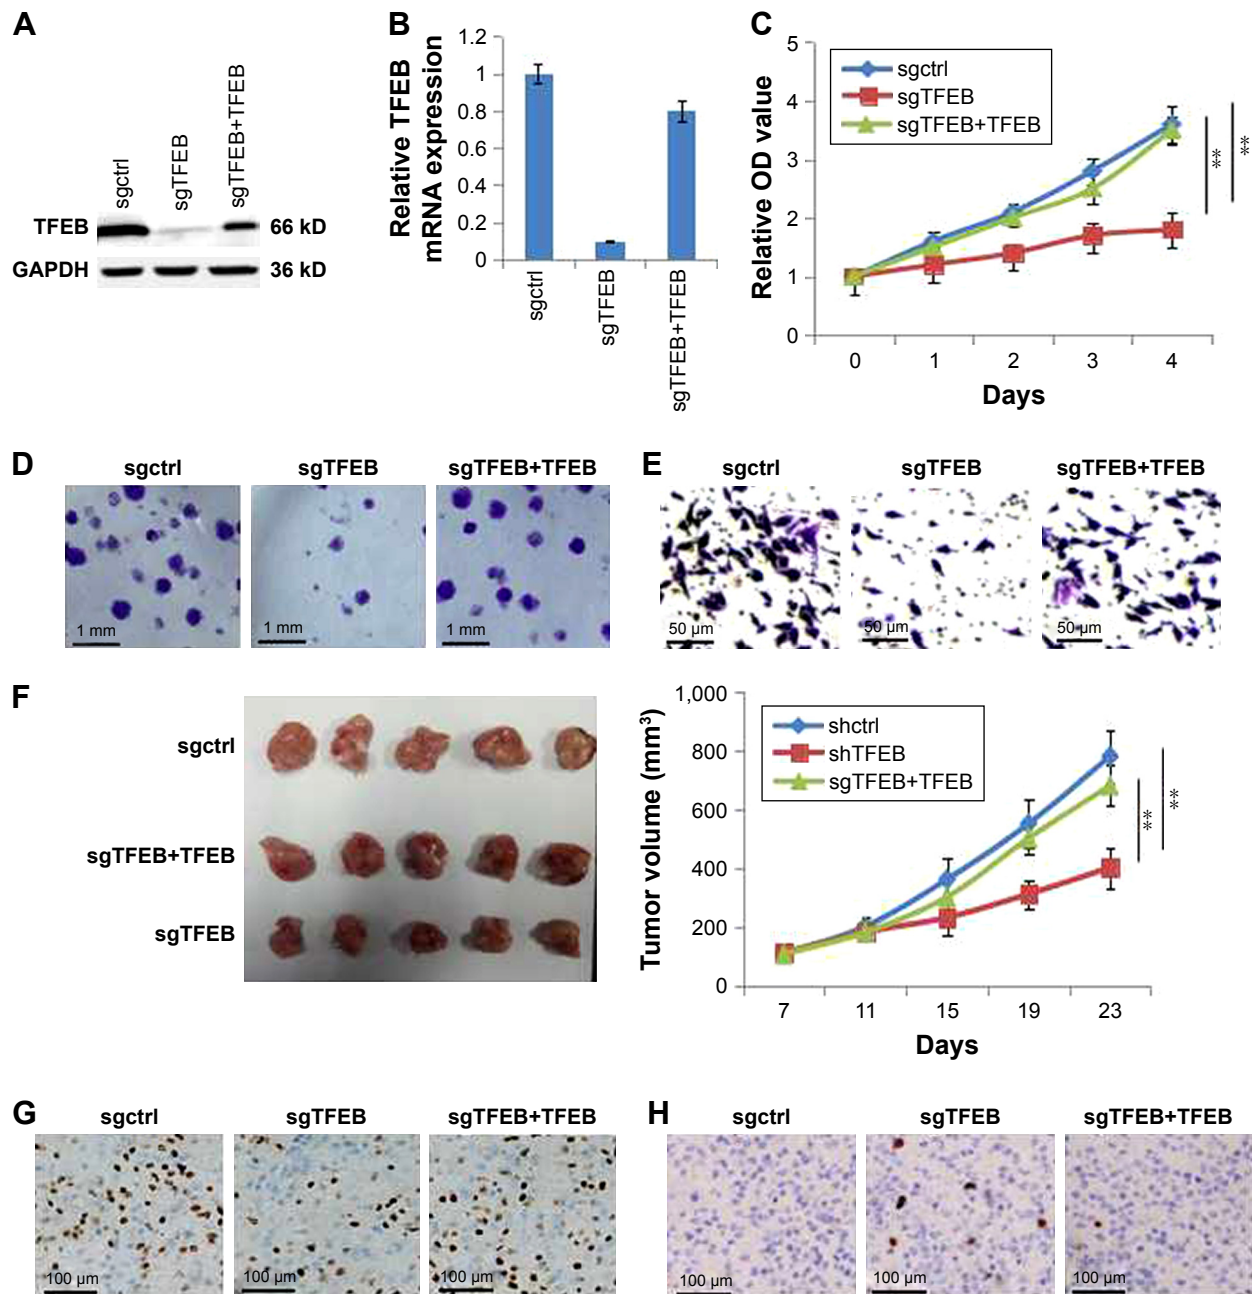 A
sgctrl
sgTFEB
sgTFEB+TFEB
TFEB
66 kD
GAPDH
36 kD
B
Relative TFEB
mRNA expression
1.2
1
0.8
0.6
0.4
0.2
0
sgctrl
sgTFEB
sgTFEB+TFEB
C
Relative OD value
5
4
3
2
1
0
sgctrl
sgTFEB
sgTFEB+TFEB
**
**
0 1 2 3 4
Days
D
sgctrl
sgTFEB
sgTFEB+TFEB
1 mm
1 mm
1 mm
E
sgctrl
sgTFEB
sgTFEB+TFEB
50 µm
50 µm
50 µm
F
sgctrl
sgTFEB+TFEB
sgTFEB
Tumor volume (mm³)
1,000
800
600
400
200
0
shctrl
shTFEB
sgTFEB+TFEB
**
**
7 11 15 19 23
Days
G
sgctrl
sgTFEB
sgTFEB+TFEB
100 µm
100 µm
100 µm
H
sgctrl
sgTFEB
sgTFEB+TFEB
100 µm
100 µm
100 µm